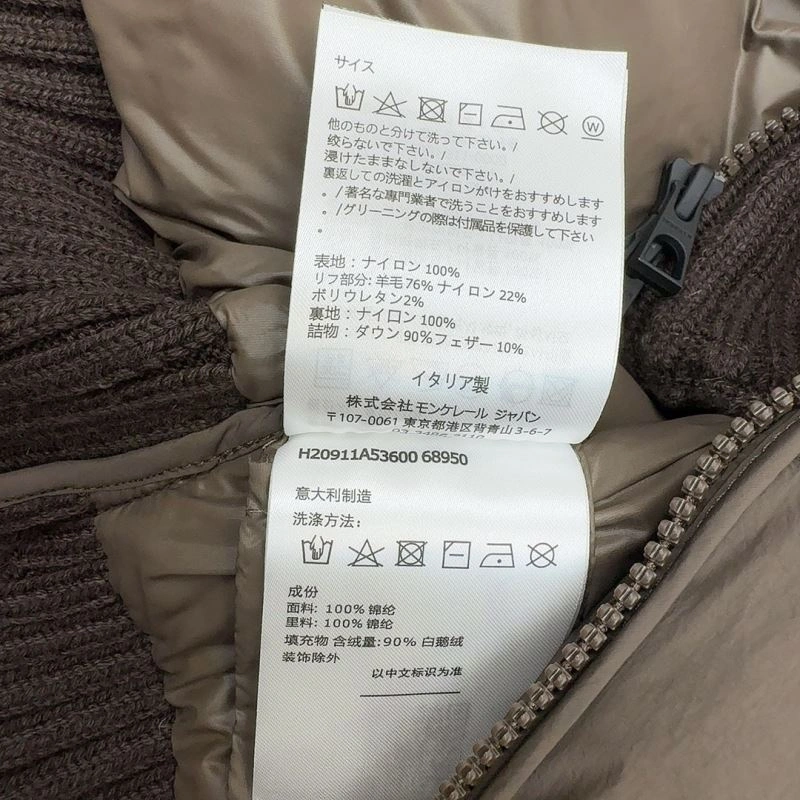 サイズ
W
他のものと分けて洗って下さい。/
絞らないで下さい。/
浸けたままなしないで下さい。/
裏返しての洗濯とアイロンがけをおすすめします
。/著名な専門業者で洗うことをおすすめします
。/グリーニングの際は付属品を保護して下さい
。
表地：ナイロン 100%
リフ部分: 羊毛 76% ナイロン 22%
ポリウレタン2%
裏地：ナイロン 100%
詰物：ダウン 90%フェザー 10%
イタリア製
株式会社モンケレール ジャパン
〒107-0061 東京都港区背青山 3-6-7
H20911A53600 68950
意大利制造
洗涤方法：
成份
面料: 100% 锦纶
里料: 100% 锦纶
填充物 含绒量:90% 白鹅绒
装饰除外
以中文标识为准